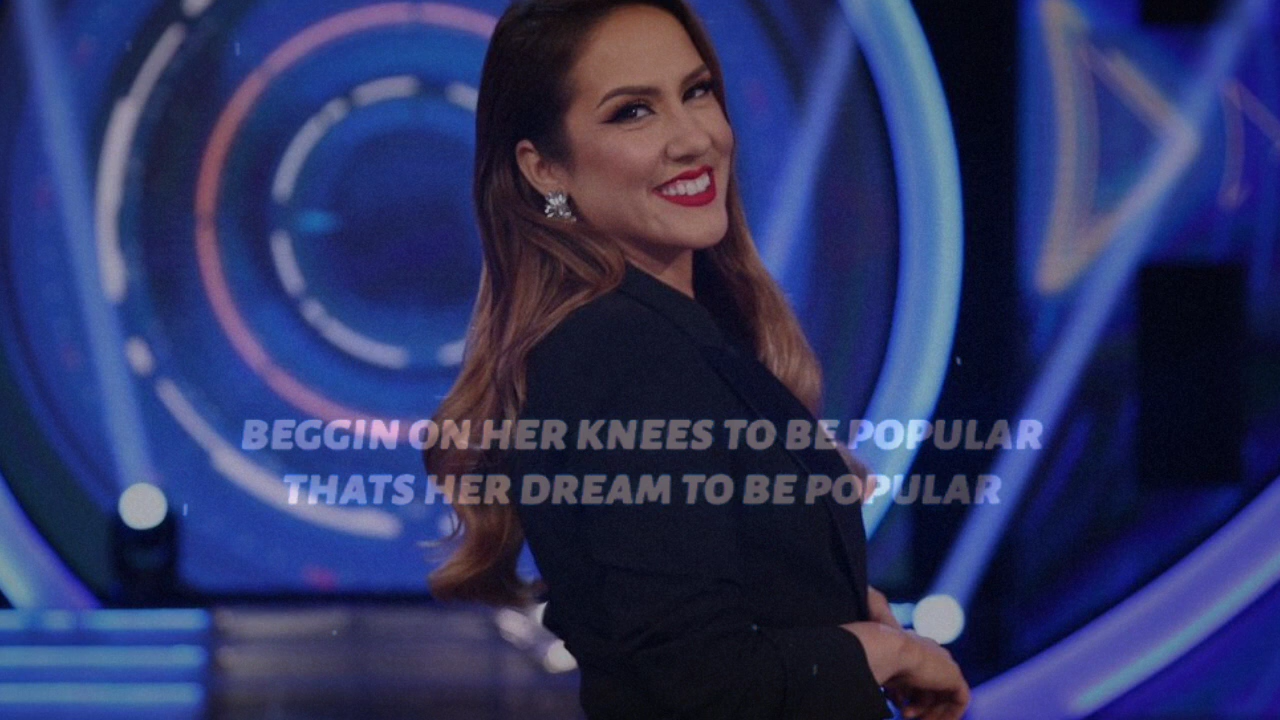 BEGGIN ON HER KNEES TO BE POPULAR
THATS HER DREAM TO BE POPULAR